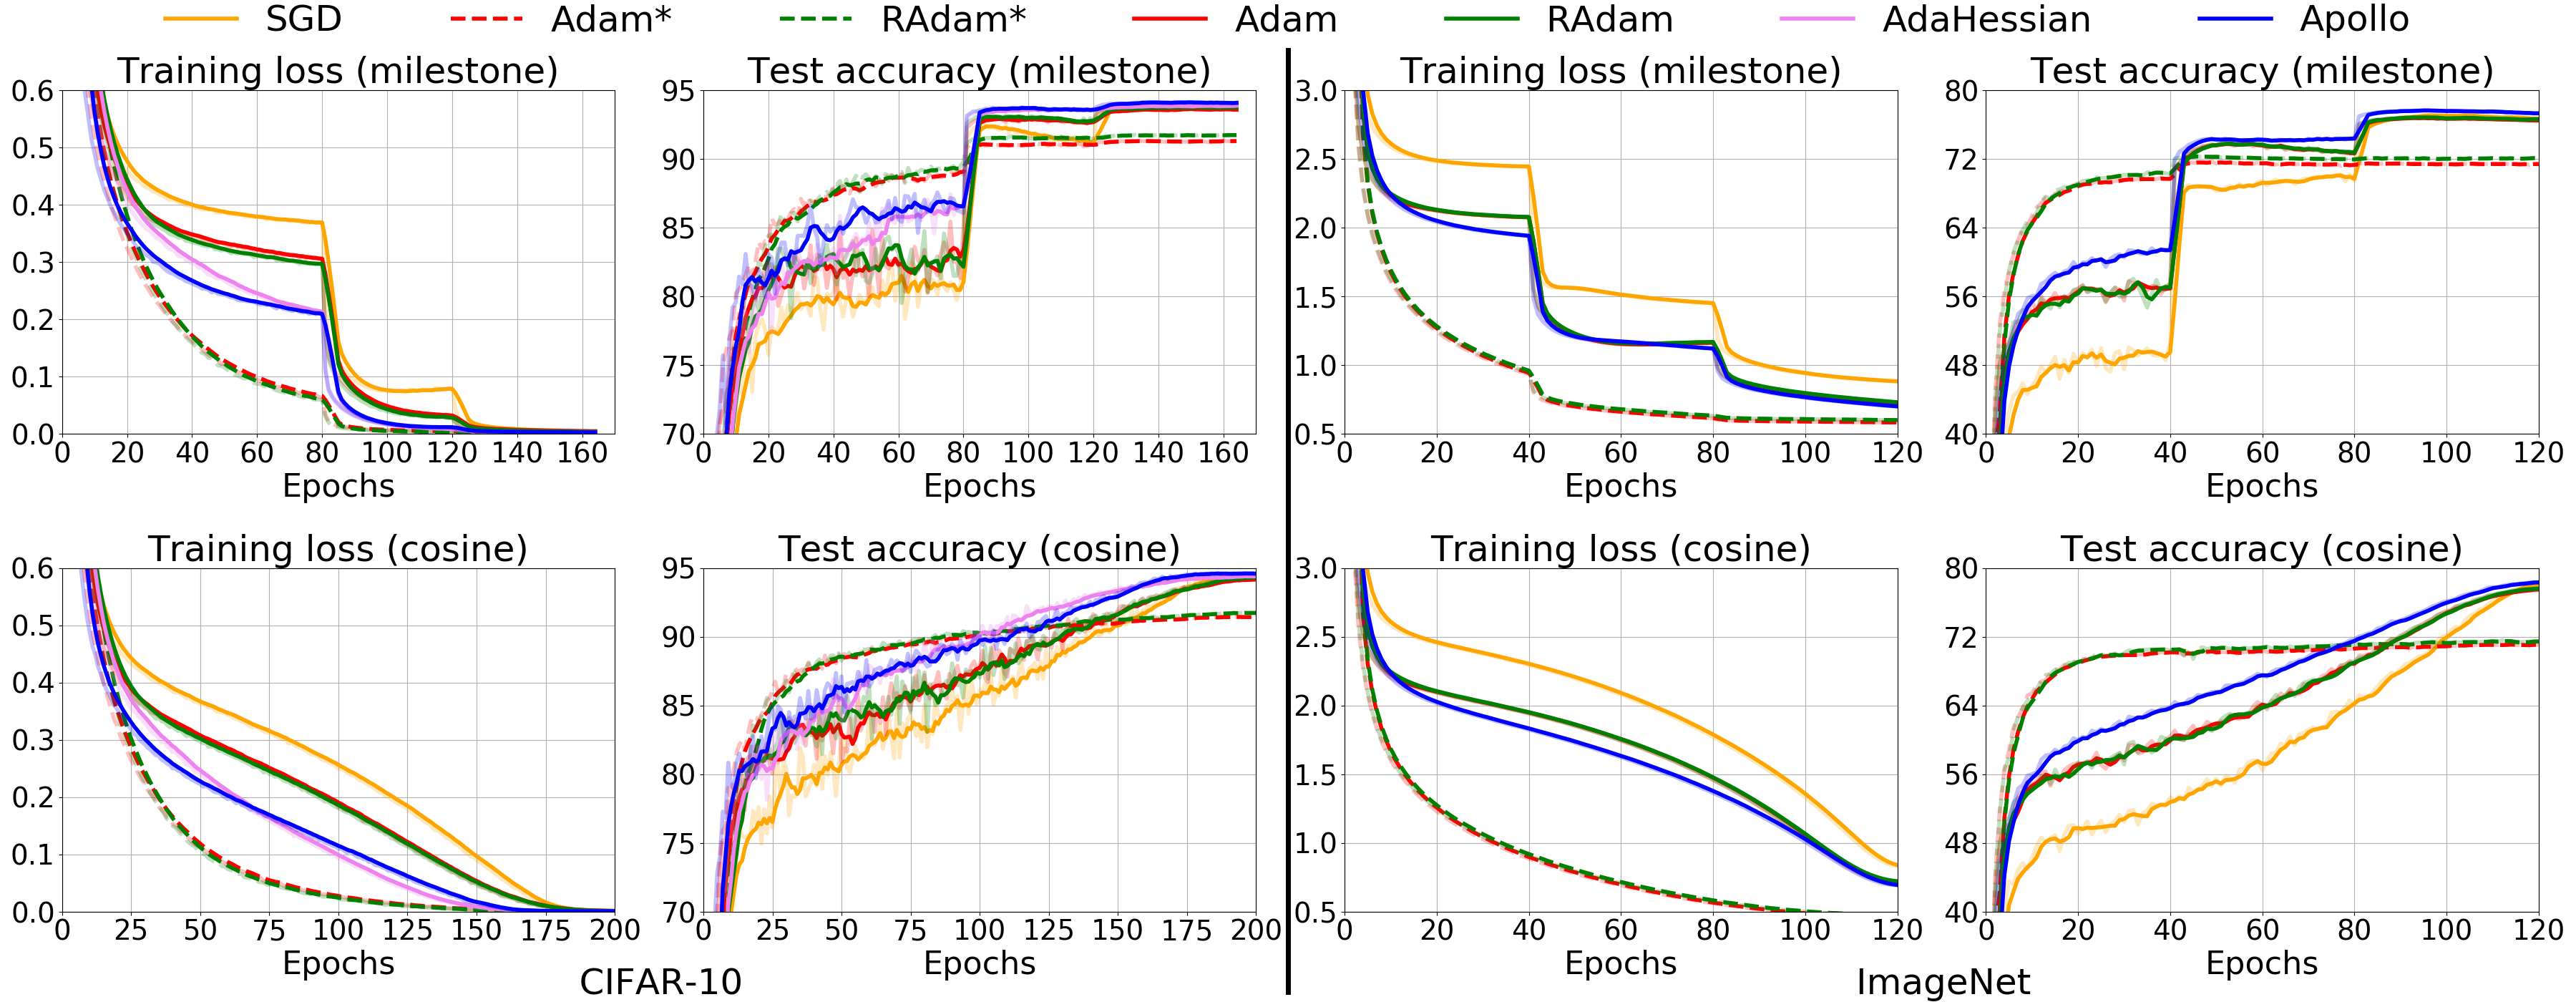 SGD Adam* RAdam* Adam RAdam AdaHessian Apollo
Training loss (milestone)
0.6
0.5
0.4
0.3
0.2
0.1
0.0
0 20 40 60 80 100 120 140 160
Epochs
Test accuracy (milestone)
95
90
85
80
75
70
0 20 40 60 80 100 120 140 160
Epochs
Training loss (milestone)
3.0
2.5
2.0
1.5
1.0
0.5
0 20 40 60 80 100 120
Epochs
Test accuracy (milestone)
80
72
64
56
48
40
0 20 40 60 80 100 120
Epochs
Training loss (cosine)
0.6
0.5
0.4
0.3
0.2
0.1
0.0
0 25 50 75 100 125 150 175 200
Epochs
Test accuracy (cosine)
95
90
85
80
75
70
0 25 50 75 100 125 150 175 200
Epochs
CIFAR-10
Training loss (cosine)
3.0
2.5
2.0
1.5
1.0
0.5
0 20 40 60 80 100 120
Epochs
Test accuracy (cosine)
80
72
64
56
48
40
0 20 40 60 80 100 120
Epochs
ImageNet